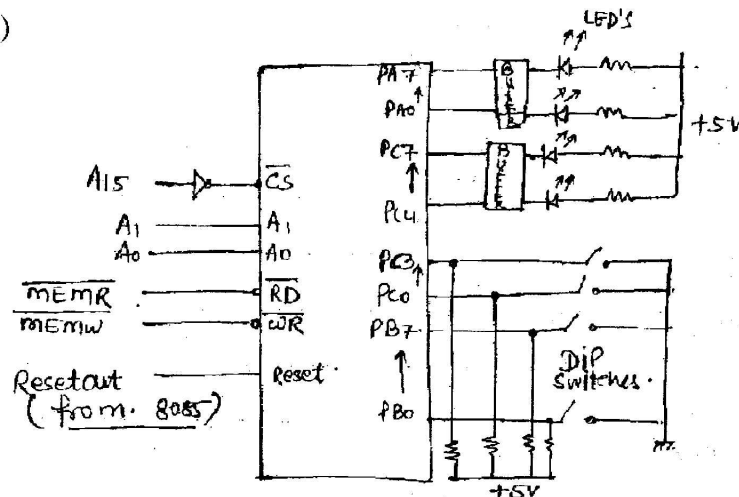 )
LED'S
PA7
B
PA0
+5V
PC7
B
A15
CS
PC4
A1
A1
A0
A0
PC3
MEMR
RD
PC0
MEMW
WR
PB7
DIP
Switches.
Resetout
Reset.
(from. 8085)
PB0
+5V